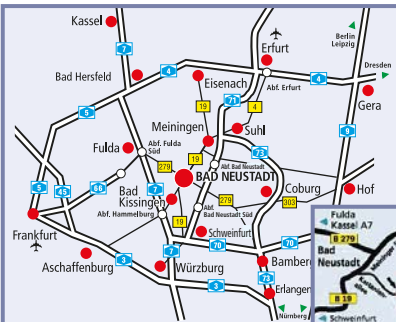 Kassel
7
Erfurt
Berlin
Leipzig
Bad Hersfeld
4
Eisenach
Abf. Erfurt
4
Dresden
5
19
71
4
Gera
Meiningen
Suhl
9
Fulda
Abf. Fulda
Süd
279
19
73
Abf. Bad Neustadt
BAD NEUSTADT
5
45
66
7
Bad
Kissingen
279
Coburg
303
Hof
Abf. Hammelburg
19
Abf.
Bad Neustadt Süd
Frankfurt
Schweinfurt
70
70
Aschaffenburg
3
Würzburg
3
Bamberg
73
Erlangen
Nürnberg
Fulda
Kassel A7
B 279
Bad
Neustadt
Meininger
B 19
Schweinfurt